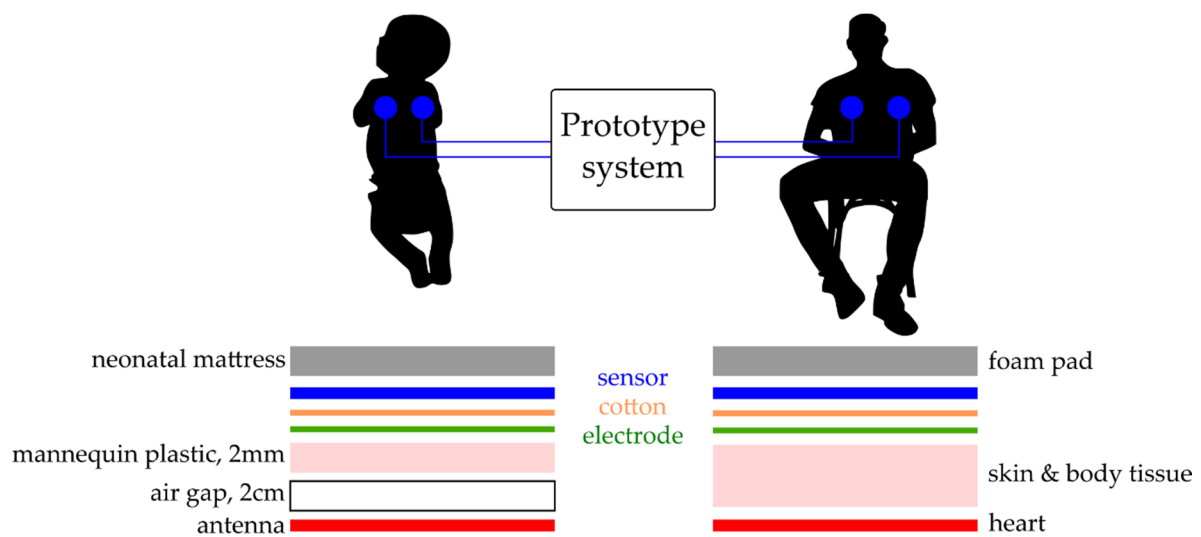 Prototype
system
neonatal mattress
sensor
foam pad
cotton
electrode
mannequin plastic, 2mm
skin & body tissue
air gap, 2cm
antenna
heart